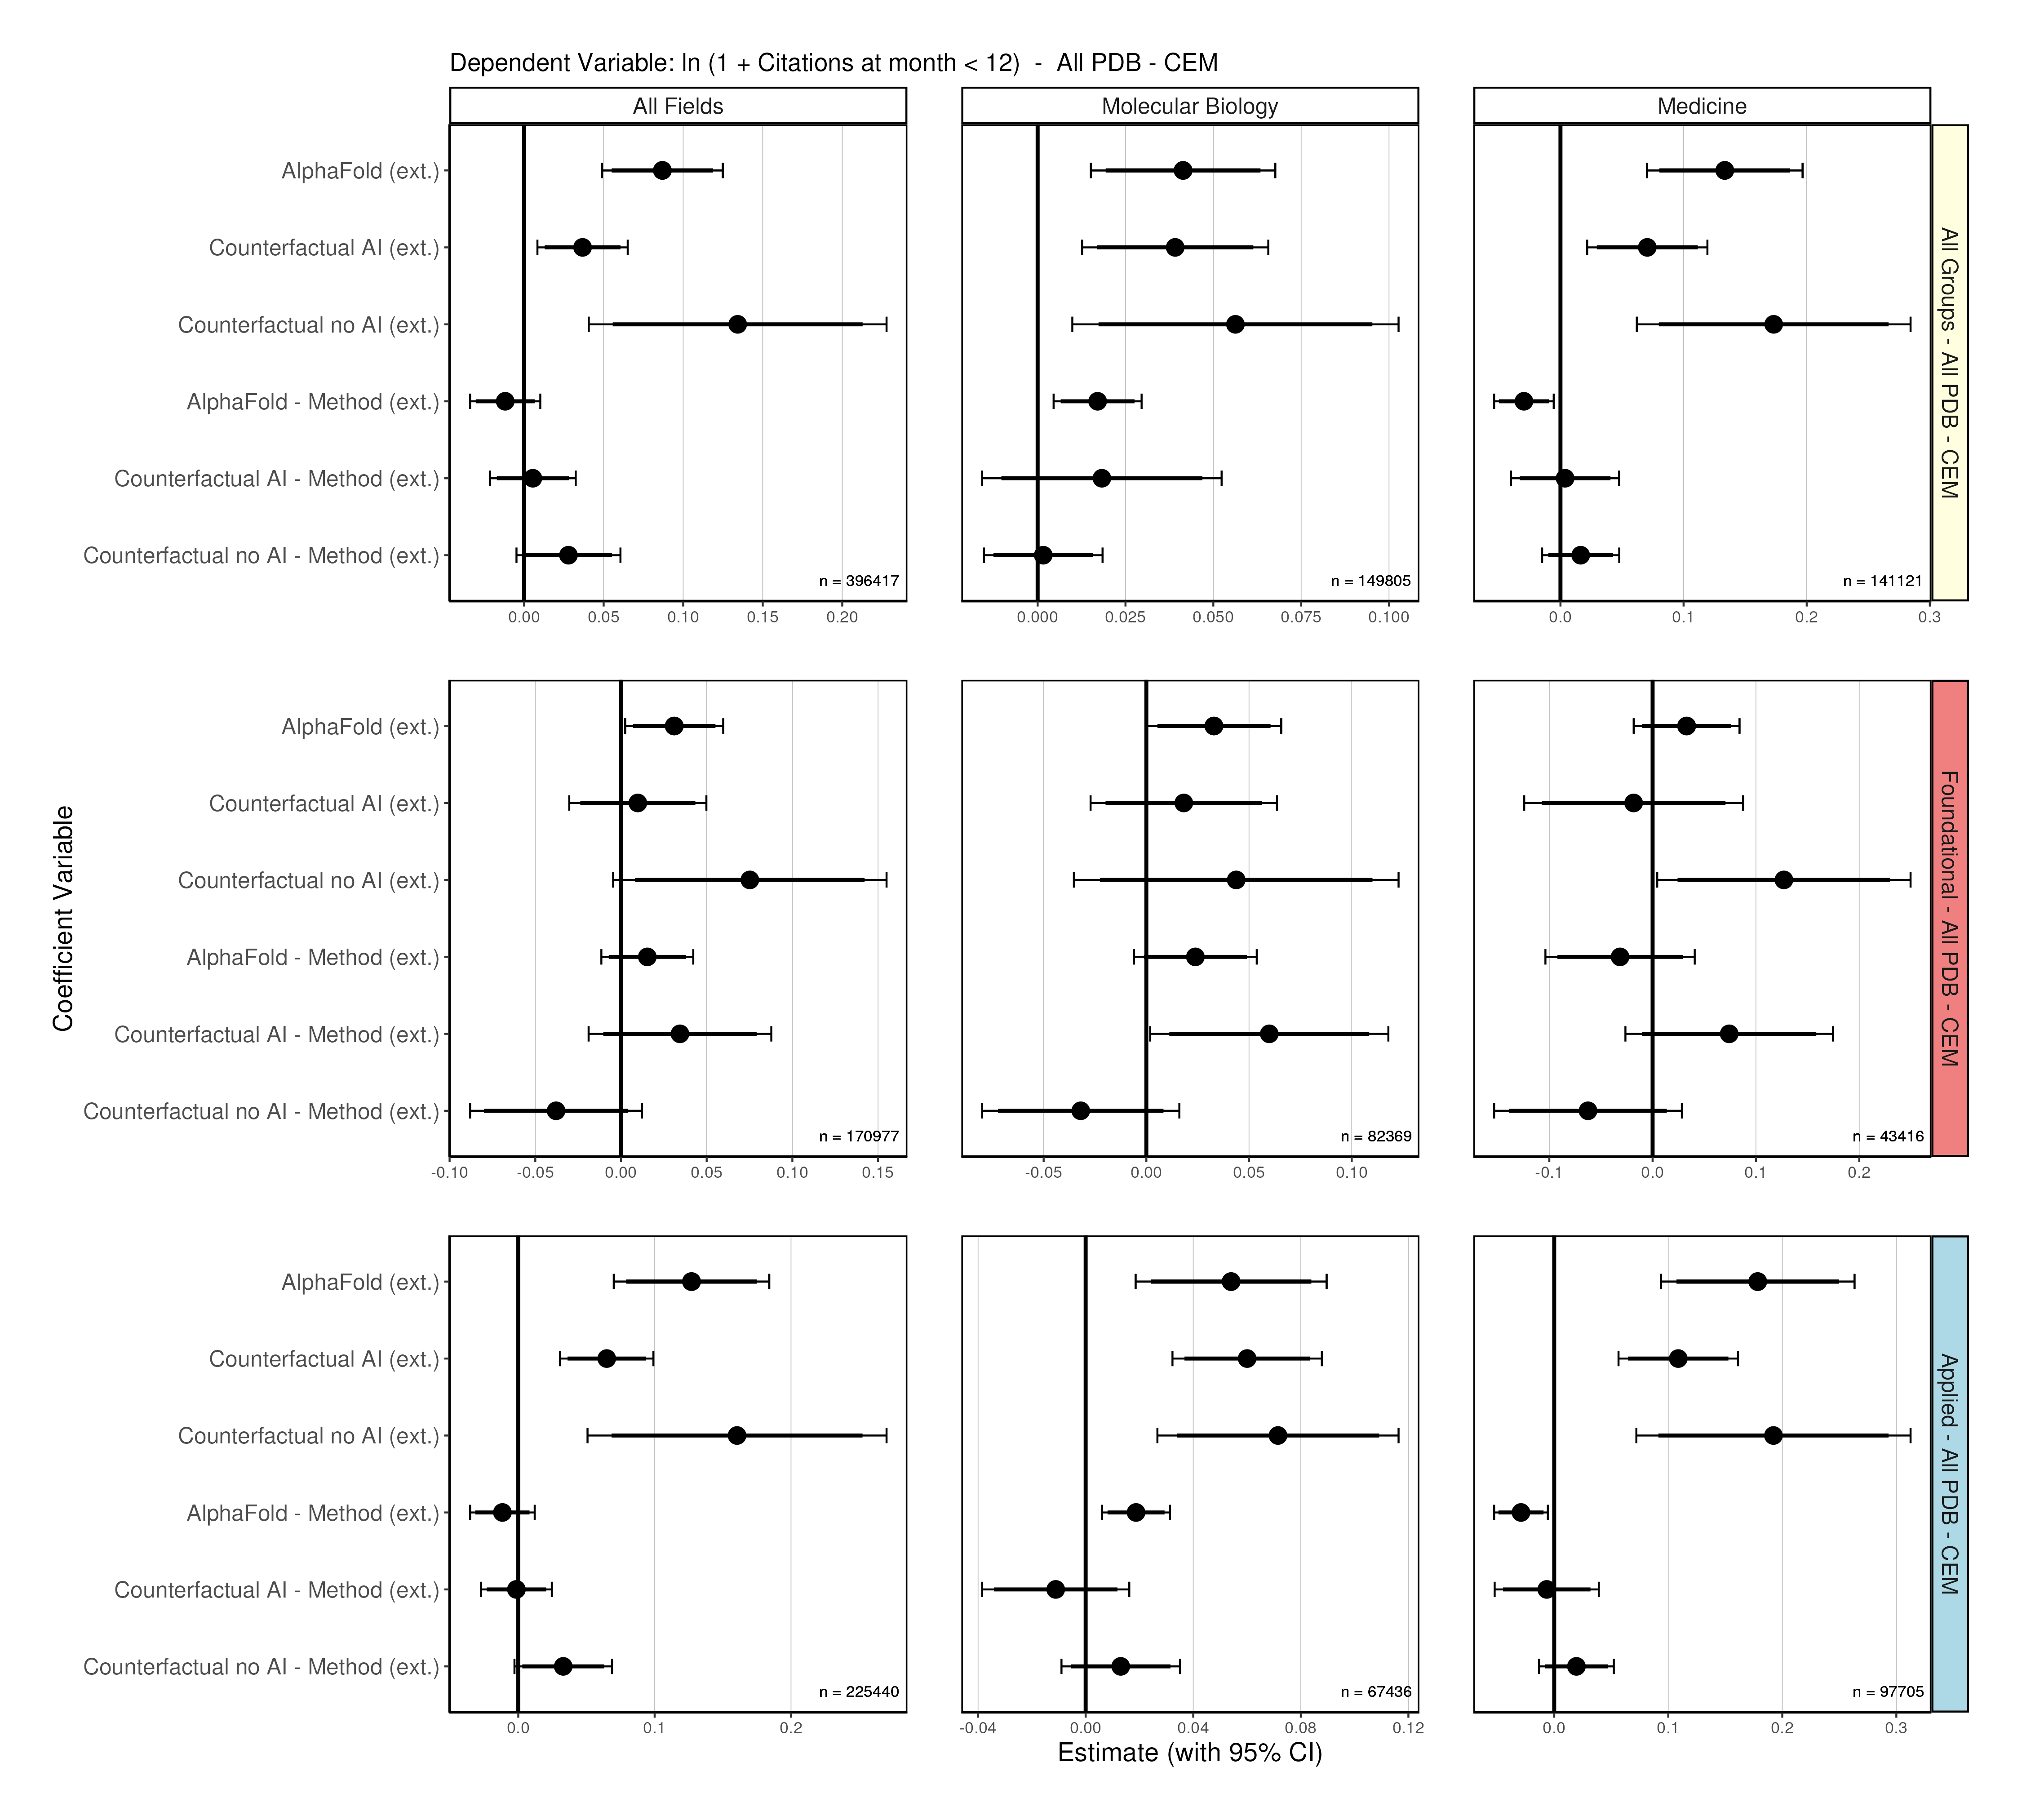 Dependent Variable: ln (1 + Citations at month < 12)  -  All PDB - CEM
All Fields
Molecular Biology
Medicine
AlphaFold (ext.)
Counterfactual AI (ext.)
Counterfactual no AI (ext.)
AlphaFold - Method (ext.)
Counterfactual AI - Method (ext.)
Counterfactual no AI - Method (ext.)
n = 396417
n = 149805
n = 141121
All Groups - All PDB - CEM
0.00 0.05 0.10 0.15 0.20
0.000 0.025 0.050 0.075 0.100
0.0 0.1 0.2 0.3
Coefficient Variable
AlphaFold (ext.)
Counterfactual AI (ext.)
Counterfactual no AI (ext.)
AlphaFold - Method (ext.)
Counterfactual AI - Method (ext.)
Counterfactual no AI - Method (ext.)
n = 170977
n = 82369
n = 43416
Foundational - All PDB - CEM
-0.10 -0.05 0.00 0.05 0.10 0.15
-0.05 0.00 0.05 0.10
-0.1 0.0 0.1 0.2
AlphaFold (ext.)
Counterfactual AI (ext.)
Counterfactual no AI (ext.)
AlphaFold - Method (ext.)
Counterfactual AI - Method (ext.)
Counterfactual no AI - Method (ext.)
n = 225440
n = 67436
n = 97705
Applied - All PDB - CEM
0.0 0.1 0.2
-0.04 0.00 0.04 0.08 0.12
0.0 0.1 0.2 0.3
Estimate (with 95% CI)